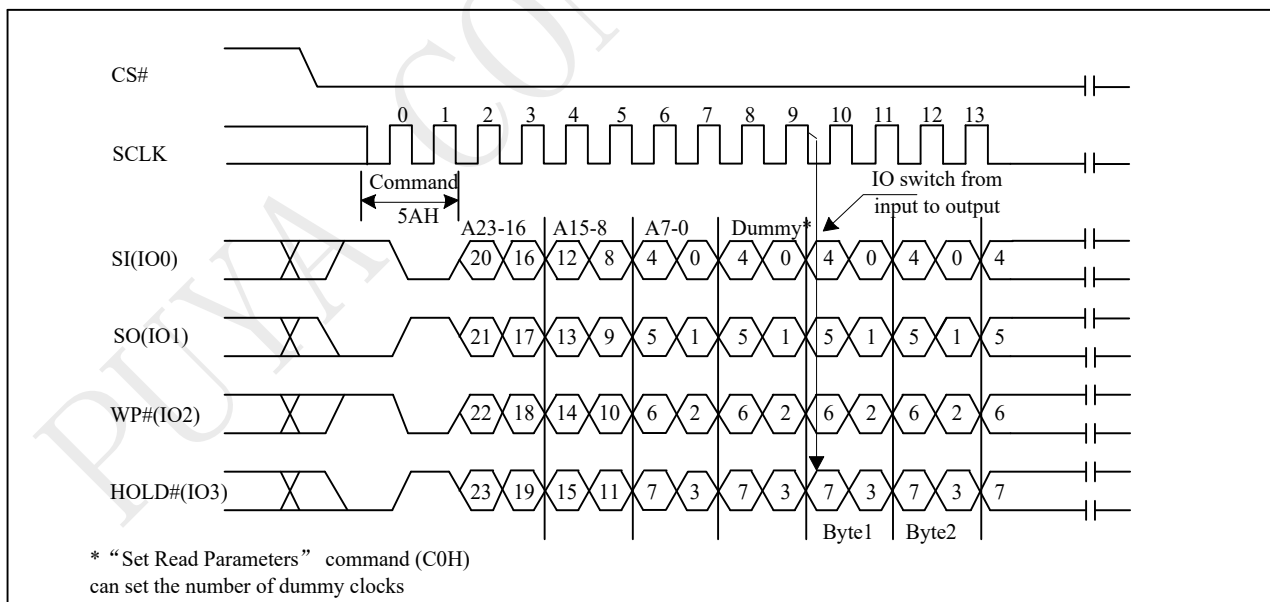 PUYA CON
CS#
0 1 2 3 4 5 6 7 8 9 10 11 12 13
SCLK
Command
5AH
IO switch from
input to output
A23-16 A15-8 A7-0 Dummy*
SI(IO0) 20 16 12 8 4 0 4 0 4 0 4 0 4
SO(IO1) 21 17 13 9 5 1 5 1 5 1 5 1 5
WP#(IO2) 22 18 14 10 6 2 6 2 6 2 6 2 6
HOLD#(IO3) 23 19 15 11 7 3 7 3 7 3 7 3 7
Byte1 Byte2
* “Set Read Parameters” command (C0H)
can set the number of dummy clocks